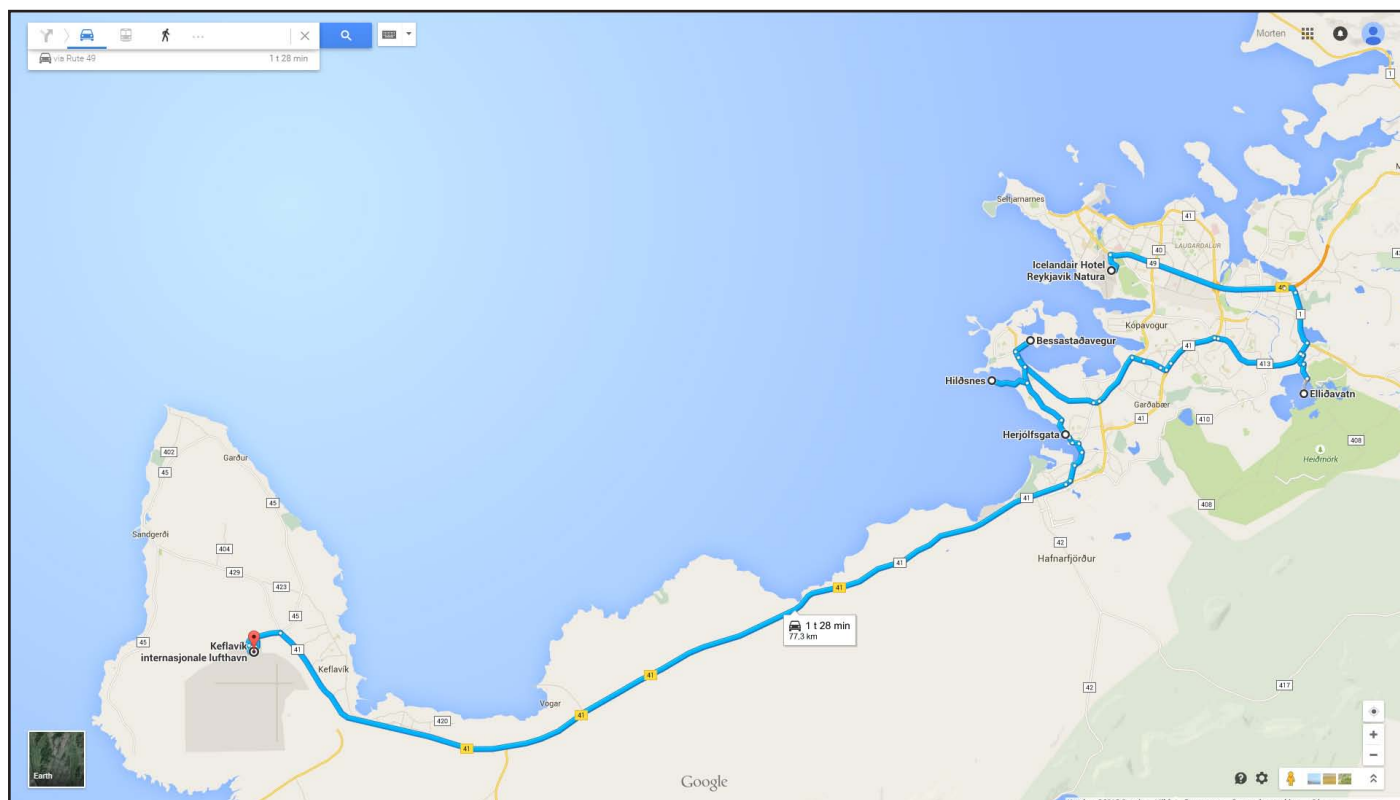 ...
Morten
via Rute 49 1 t 28 min
1
Seltjarnarnes
41
LAUGARDALUR
40
49
Icelandair Hotel
Reykjavik Natura
1
Kópavogur
Bessastaðavegur
41
413
Hilðsnes
Elliðavatn
Garðabær
41
410
Herjólfsgata
408
Heiðmörk
402
Garður
45
45
41
408
Sandgerði
404
42
Hafnarfjörður
429
41
423
41
45
1 t 28 min
77,3 km
45
41
Keflavík
internasjonale lufthavn
Keflavík
41
42
417
Vogar
41
420
41
Earth
Google